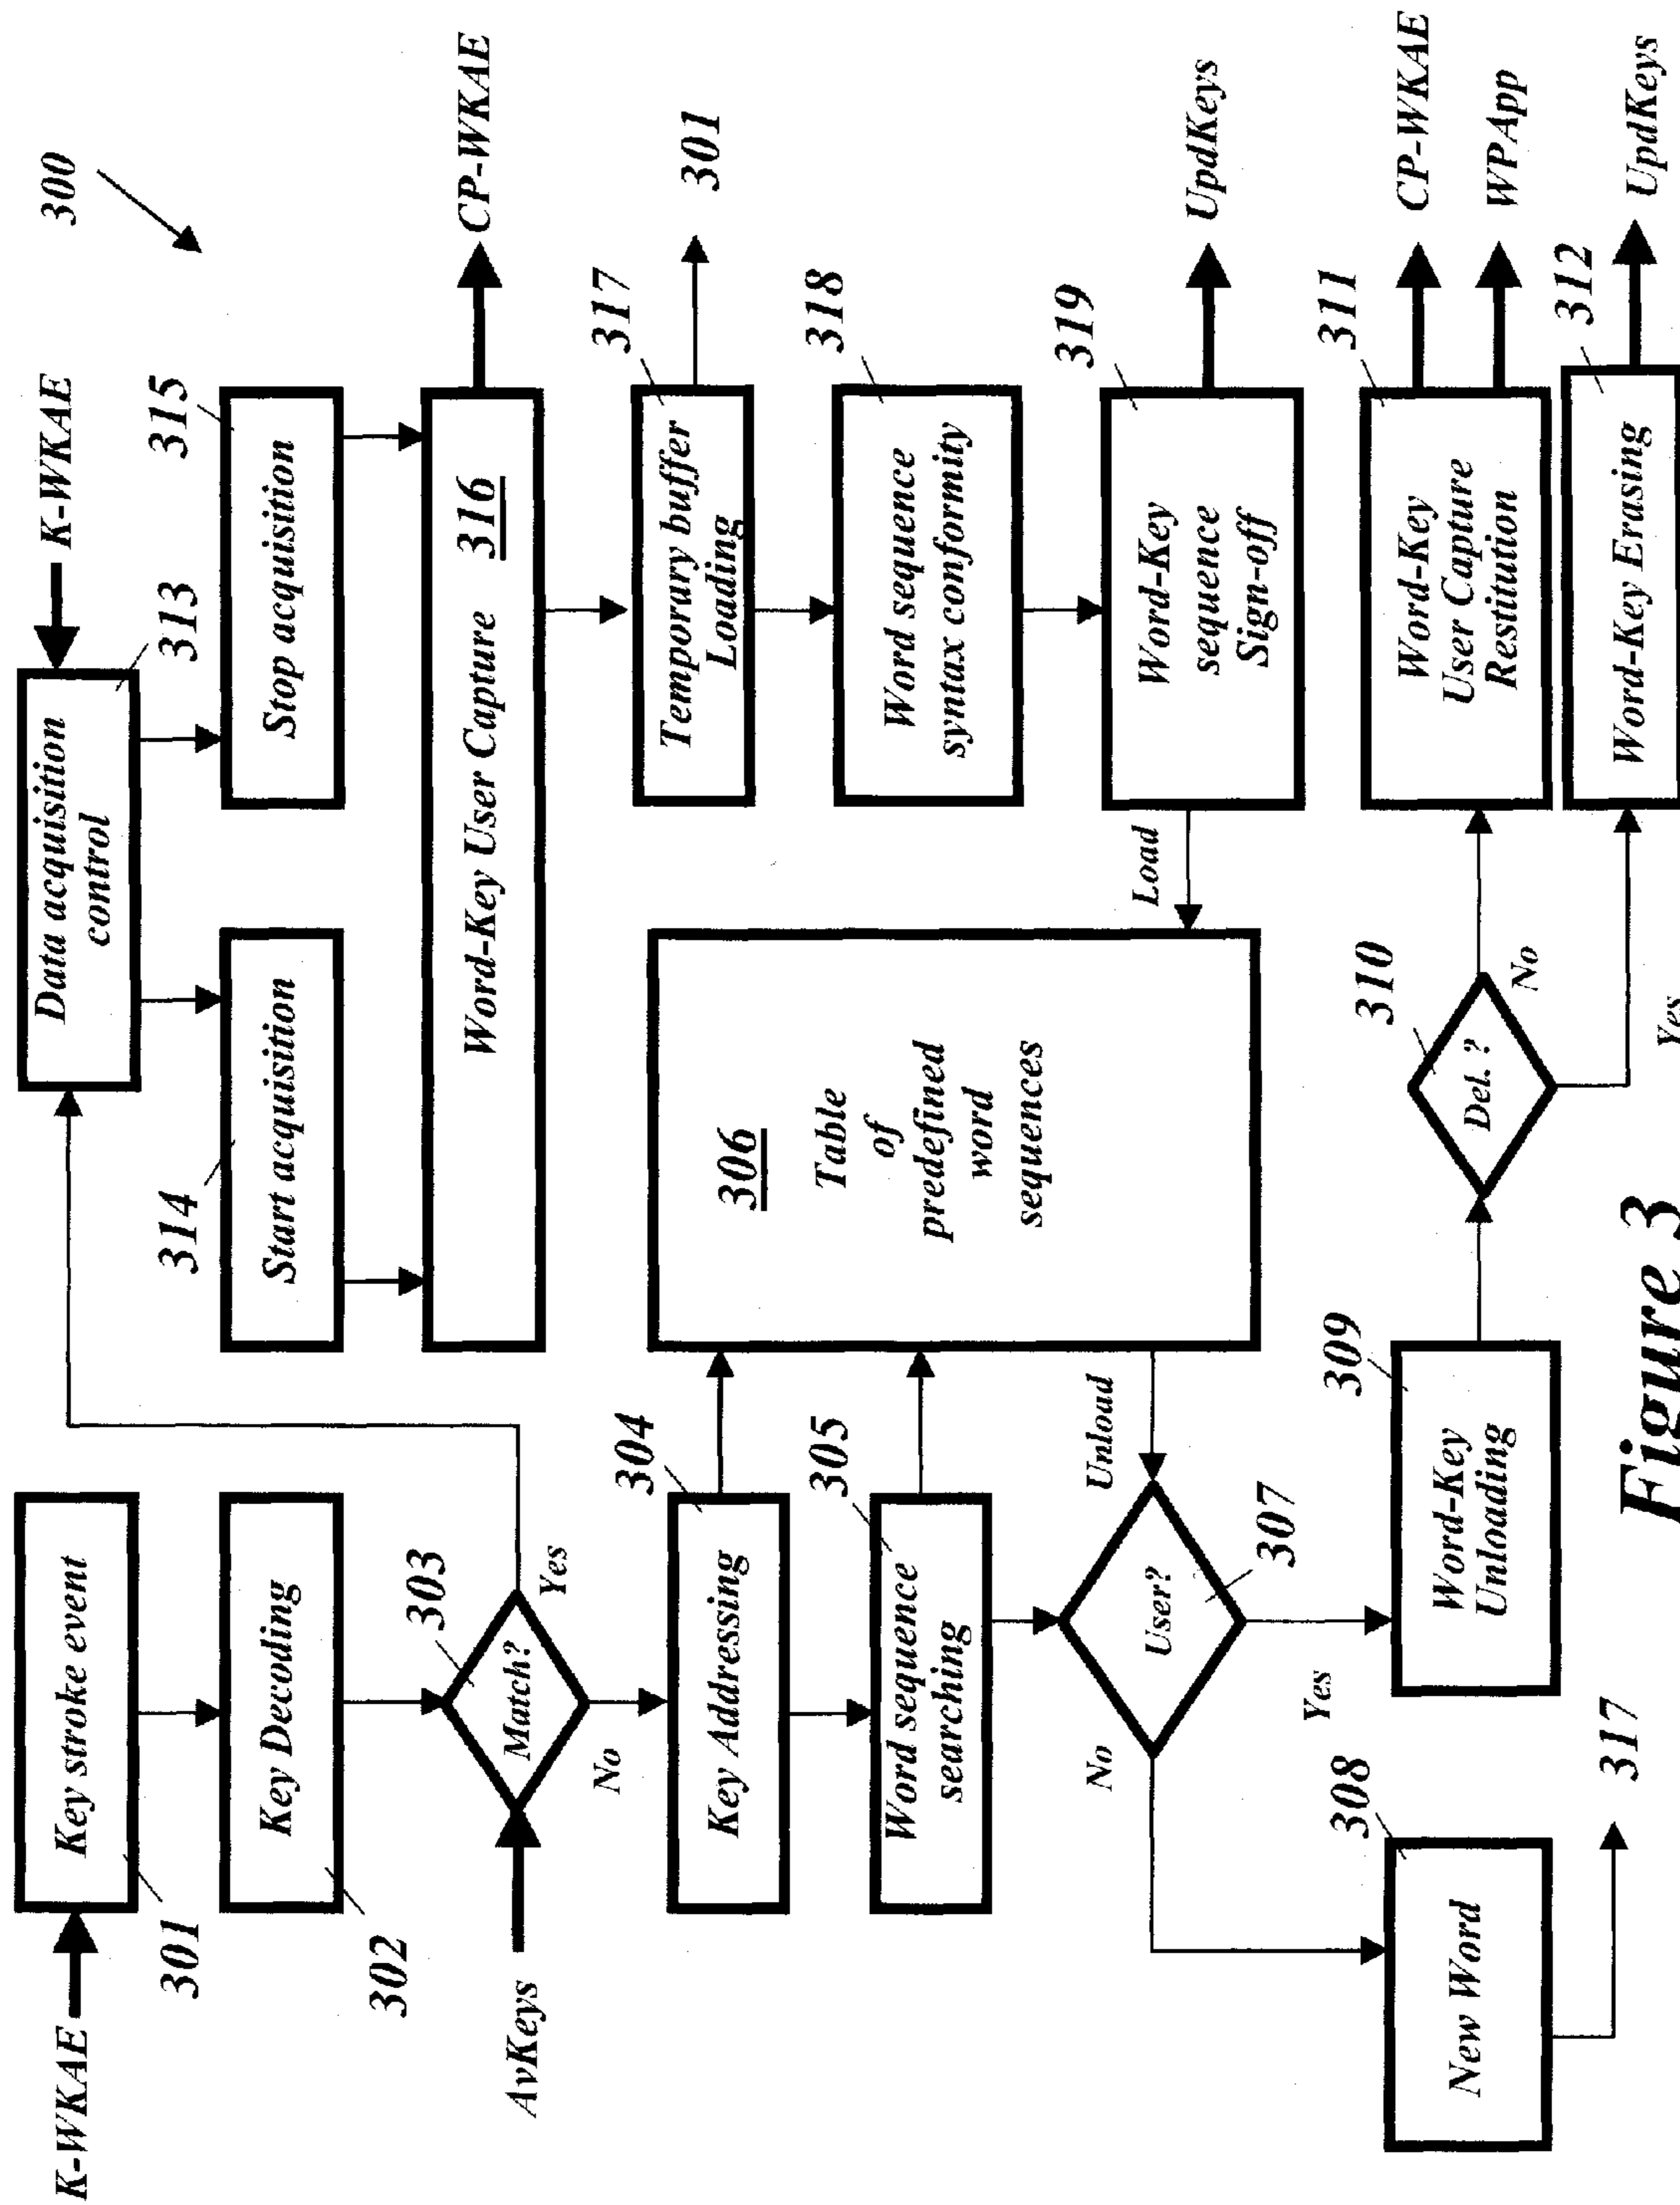 300
K-WKAE
Key stroke event
301
Data acquisition
control
313
K-WKAE
Key Decoding
302
314
Start acquisition
Stop acquisition
315
AvKeys
Match?
303
Yes
No
Word-Key User Capture 316
CP-WKAE
Key Addressing
304
Word sequence
searching
305
306
Table
of
predefined
word
sequences
Temporary buffer
Loading
317
301
Word sequence
syntax conformity
318
Word-Key
sequence
Sign-off
319
UpdKeys
Load
Unload
User?
307
No
Yes
308
New Word
317
309
Word-Key
Unloading
310
Del. ?
No
Yes
Word-Key
User Capture
Restitution
311
CP-WKAE
WPApp
Word-Key Erasing
312
UpdKeys
Figure 3